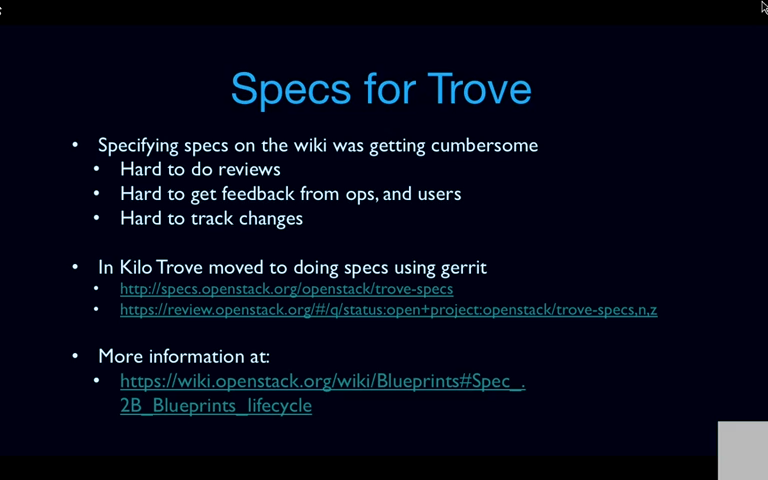 Specs for Trove
• Specifying specs on the wiki was getting cumbersome
• Hard to do reviews
• Hard to get feedback from ops, and users
• Hard to track changes
• In Kilo Trove moved to doing specs using gerrit
• http://specs.openstack.org/openstack/trove-specs
• https://review.openstack.org/#/q/status:open+project:openstack/trove-specs,n,z
• More information at:
• https://wiki.openstack.org/wiki/Blueprints#Spec_.
2B_Blueprints_lifecycle